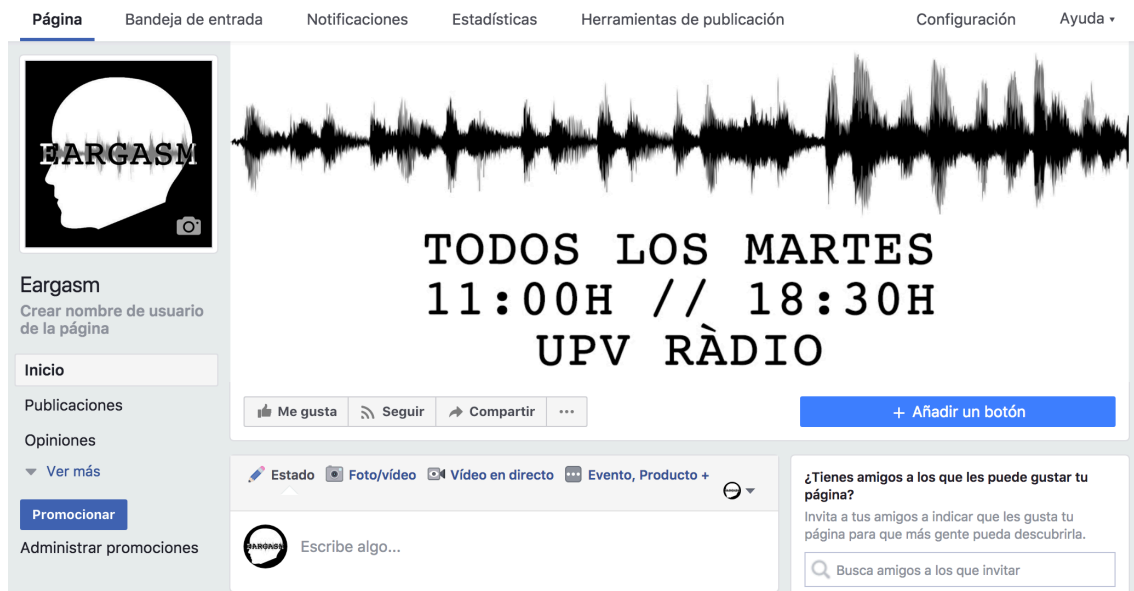 Página Bandeja de entrada Notificaciones Estadísticas Herramientas de publicación Configuración Ayuda
EARGASM
TODOS LOS MARTES
11:00H // 18:30H
UPV RÀDIO
Eargasm
Crear nombre de usuario
de la página
Inicio
Publicaciones
Opiniones
Ver más
Promocionar
Administrar promociones
Me gusta Seguir Compartir ...
+ Añadir un botón
Estado Foto/vídeo Vídeo en directo Evento, Producto +
EARGASM
Escribe algo...
¿Tienes amigos a los que les puede gustar tu
página?
Invita a tus amigos a indicar que les gusta tu
página para que más gente pueda descubrirla.
Busca amigos a los que invitar